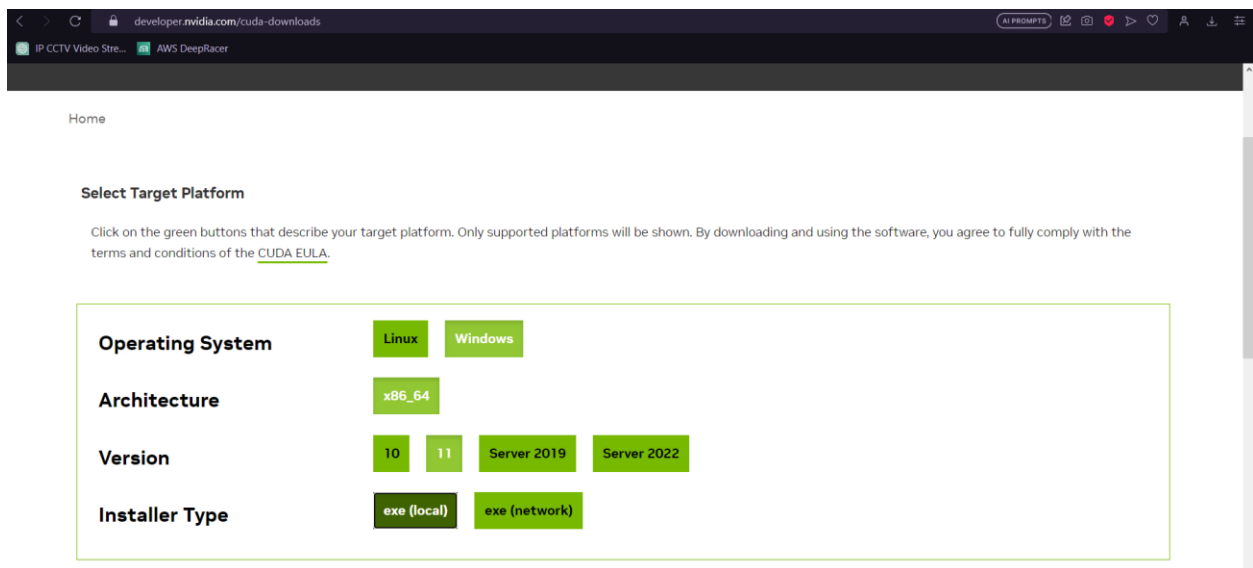 developer.nvidia.com/cuda-downloads
AI PROMPTS
IP CCTV Video Stre... AWS DeepRacer
Home
Select Target Platform
Click on the green buttons that describe your target platform. Only supported platforms will be shown. By downloading and using the software, you agree to fully comply with the
terms and conditions of the CUDA EULA.
Operating System Linux Windows
Architecture x86_64
Version 10 11 Server 2019 Server 2022
Installer Type exe (local) exe (network)